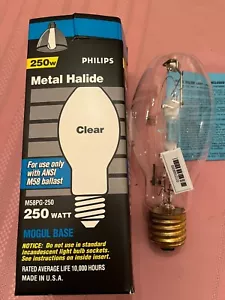 250w
PHILIPS
Metal Halide
Clear
For use only
with ANSI
M58 ballast
M58PG-250
250 WATT
MOGUL BASE
NOTICE: Do not use in standard
incandescent light bulb sockets.
See instructions on insert inside.
RATED AVERAGE LIFE 10,000 HOURS
MADE IN U.S.A.